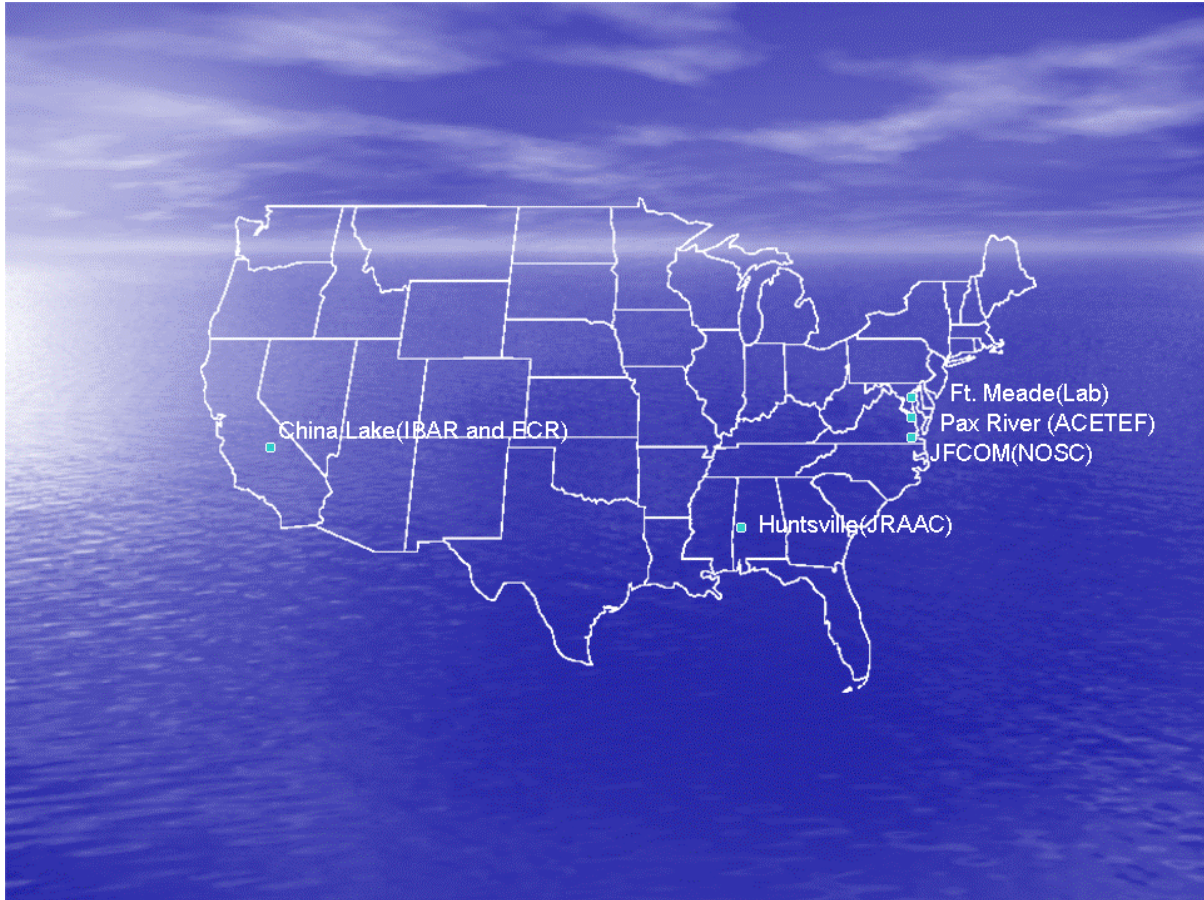 Ft. Meade(Lab)
Pax River (ACETEF)
China Lake(IBAR and ECR)
JFCOM(NOSC)
Huntsville(JRAAC)